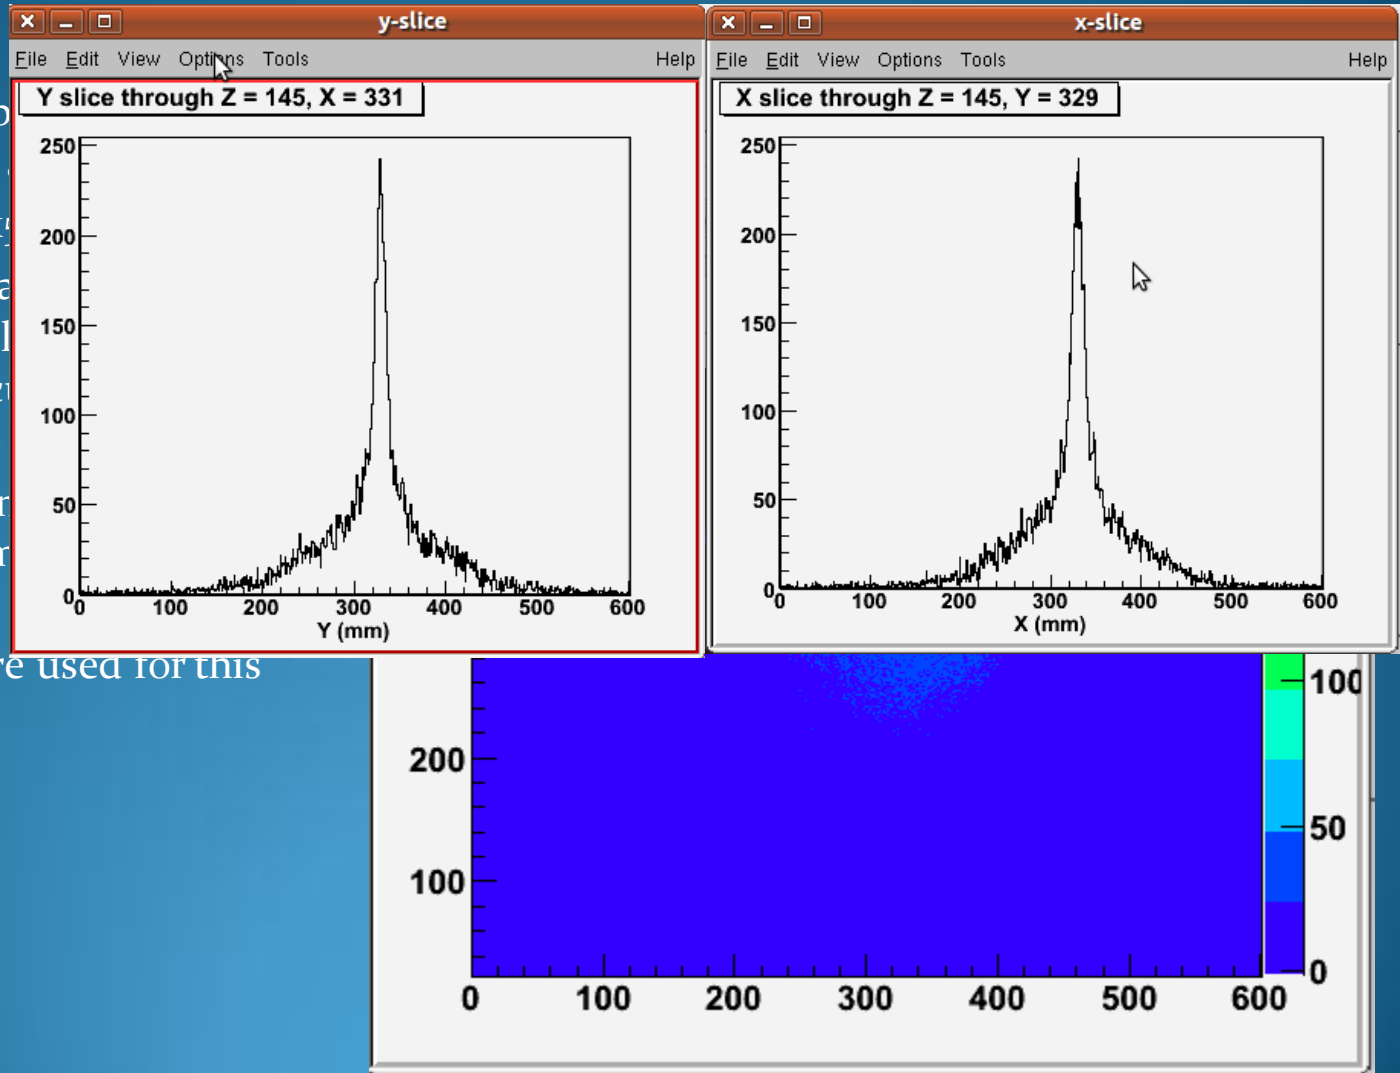 y-slice
File Edit View Options Tools Help
Y slice through Z = 145, X = 331
250
200
150
100
50
0
0 100 200 300 400 500 600
Y (mm)
x-slice
File Edit View Options Tools Help
X slice through Z = 145, Y = 329
250
200
150
100
50
0
0 100 200 300 400 500 600
X (mm)
used for this
200
100
0 100 200 300 400 500 600
100
50
0